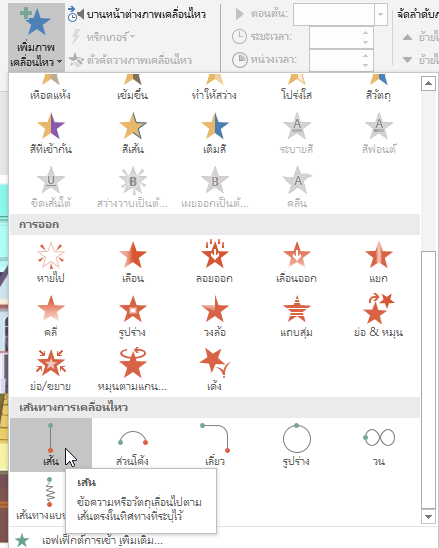 เพิ่มภาพ
เคลื่อนไหว
บานหน้าต่างภาพเคลื่อนไหว
ทริกเกอร์
ตัวคัดวางภาพเคลื่อนไหว
ตอนต้น:
ระยะเวลา:
หน่วงเวลา:
จัดลำดับภ
ย้ายไ
ย้ายไ
เหือดแห้ง เข้มขึ้น ทำให้สว่าง โปร่งใส สีวัตถุ
สีที่เข้ากัน สีเส้น เติมสี ระบายสี สีฟอนต์
ขีดเส้นใต้ สว่างวาบเป็นตั... เผยออกเป็นตั... คลื่น
การออก
หายไป เลือน ลอยออก เลื่อนออก แยก
คลี่ รูปร่าง วงล้อ แถบสุ่ม ย่อ & หมุน
ย่อ/ขยาย หมุนตามแกน... เด้ง
เส้นทางการเคลื่อนไหว
เส้น ส่วนโค้ง เลี้ยว รูปร่าง วน
เส้นทางแบบ
เส้น
ข้อความหรือวัตถุเลื่อนไปตาม
เส้นตรงในทิศทางที่ระบุไว้
เอฟเฟ็กต์การเข้าเพิ่มเติม...